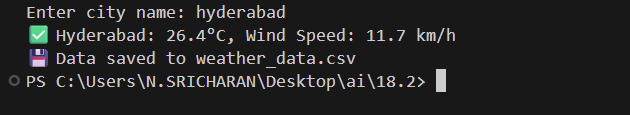 Enter city name: hyderabad
✅ Hyderabad: 26.4°C, Wind Speed: 11.7 km/h
💾 Data saved to weather_data.csv
PS C:\Users\N.SRICHARAN\Desktop\ai\18.2>